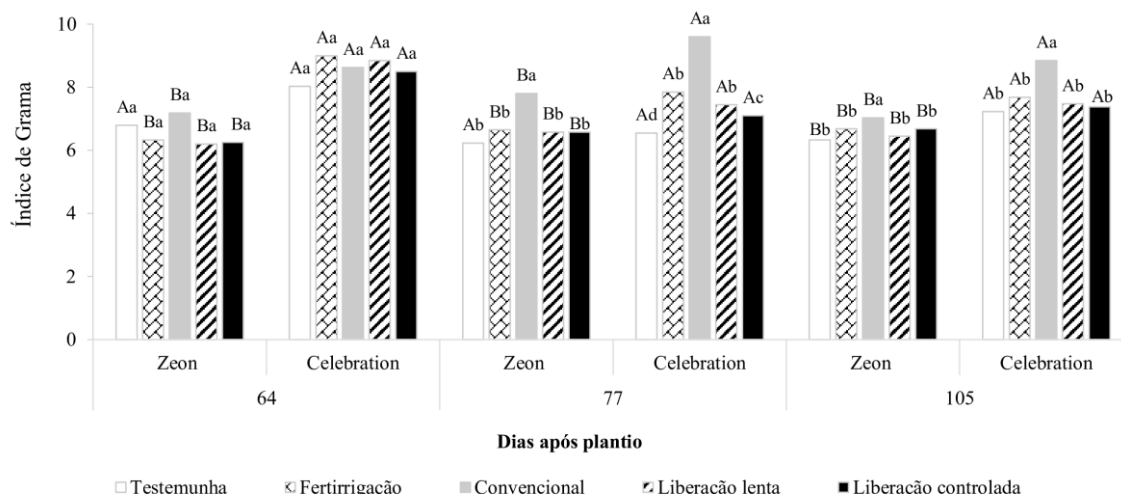 Índice de Grama
10
8
6
4
2
0
Aa Ba Ba Ba Ba
Aa Aa Aa Aa Aa
Ab Bb Ba Bb Bb
Ad Ab Aa Ab Ac
Bb Bb Ba Bb Bb
Ab Ab Aa Ab Ab
Zeon Celebration Zeon Celebration Zeon Celebration
64 77 105
Dias após plantio
Testemunha Fertirrigação Convencional Liberação lenta Liberação controlada